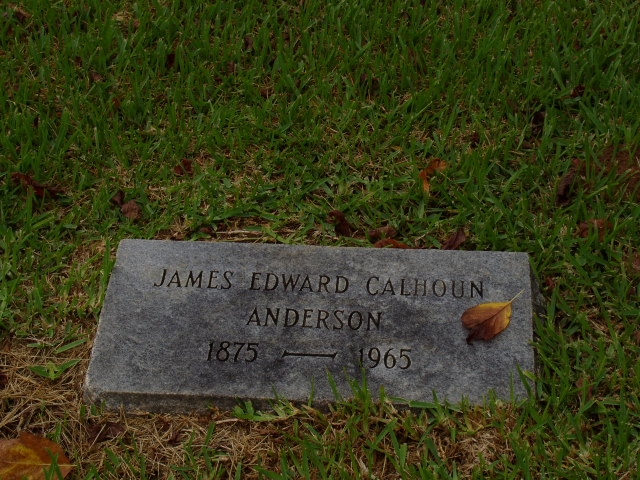 JAMES EDWARD CALHOUN
ANDERSON
1875 — 1965